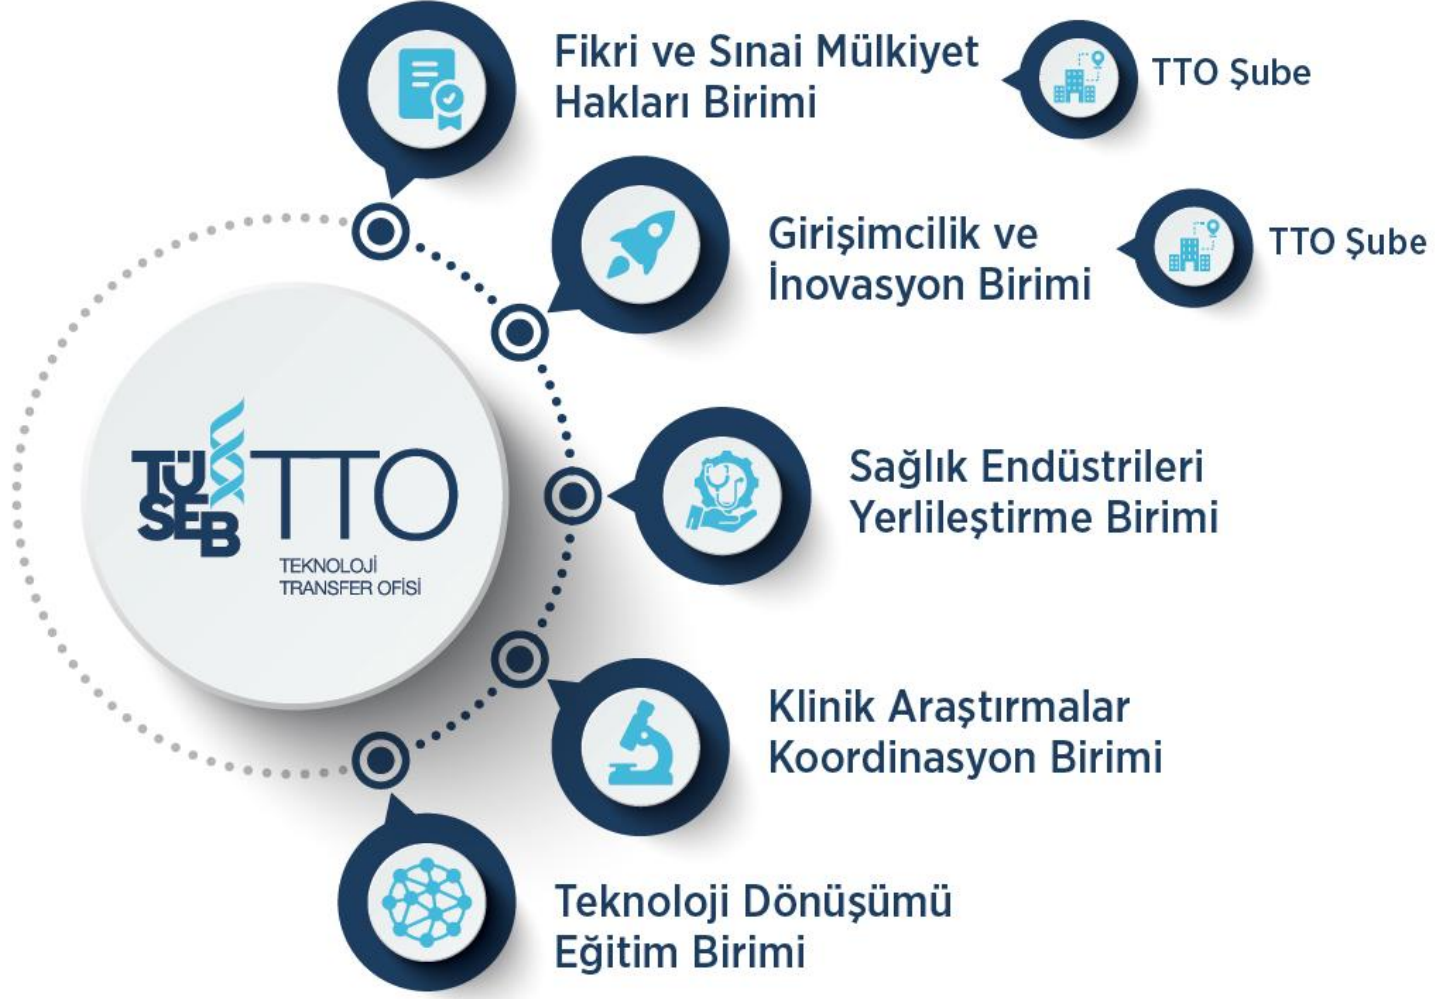 Fikri ve Sınai Mülkiyet
Hakları Birimi
TTO Şube
Girişimcilik ve
İnovasyon Birimi
TTO Şube
TÜSEB TTO
TEKNOLOJİ
TRANSFER OFİSİ
Sağlık Endüstrileri
Yerlileştirme Birimi
Klinik Araştırmalar
Koordinasyon Birimi
Teknoloji Dönüşümü
Eğitim Birimi